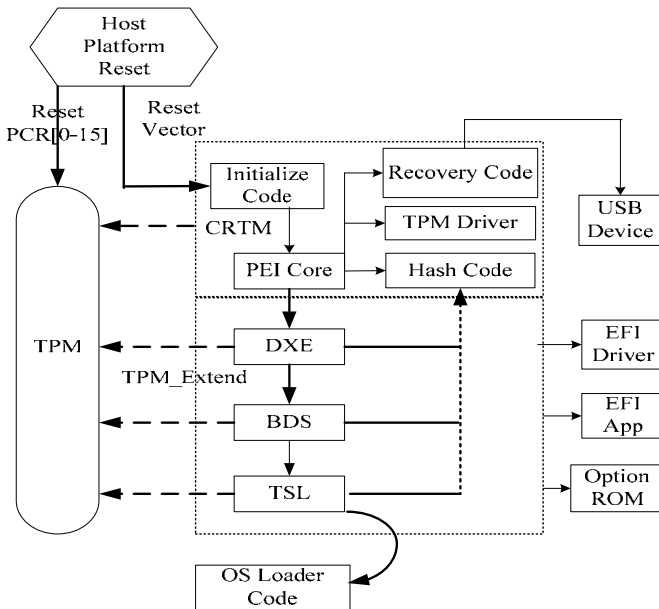 Host
Platform
Reset
Reset
PCR[0-15]
Reset
Vector
Initialize
Code
Recovery Code
TPM Driver
USB
Device
CRTM
PEI Core
Hash Code
TPM
DXE
EFI
Driver
TPM_Extend
BDS
EFI
App
TSL
Option
ROM
OS Loader
Code